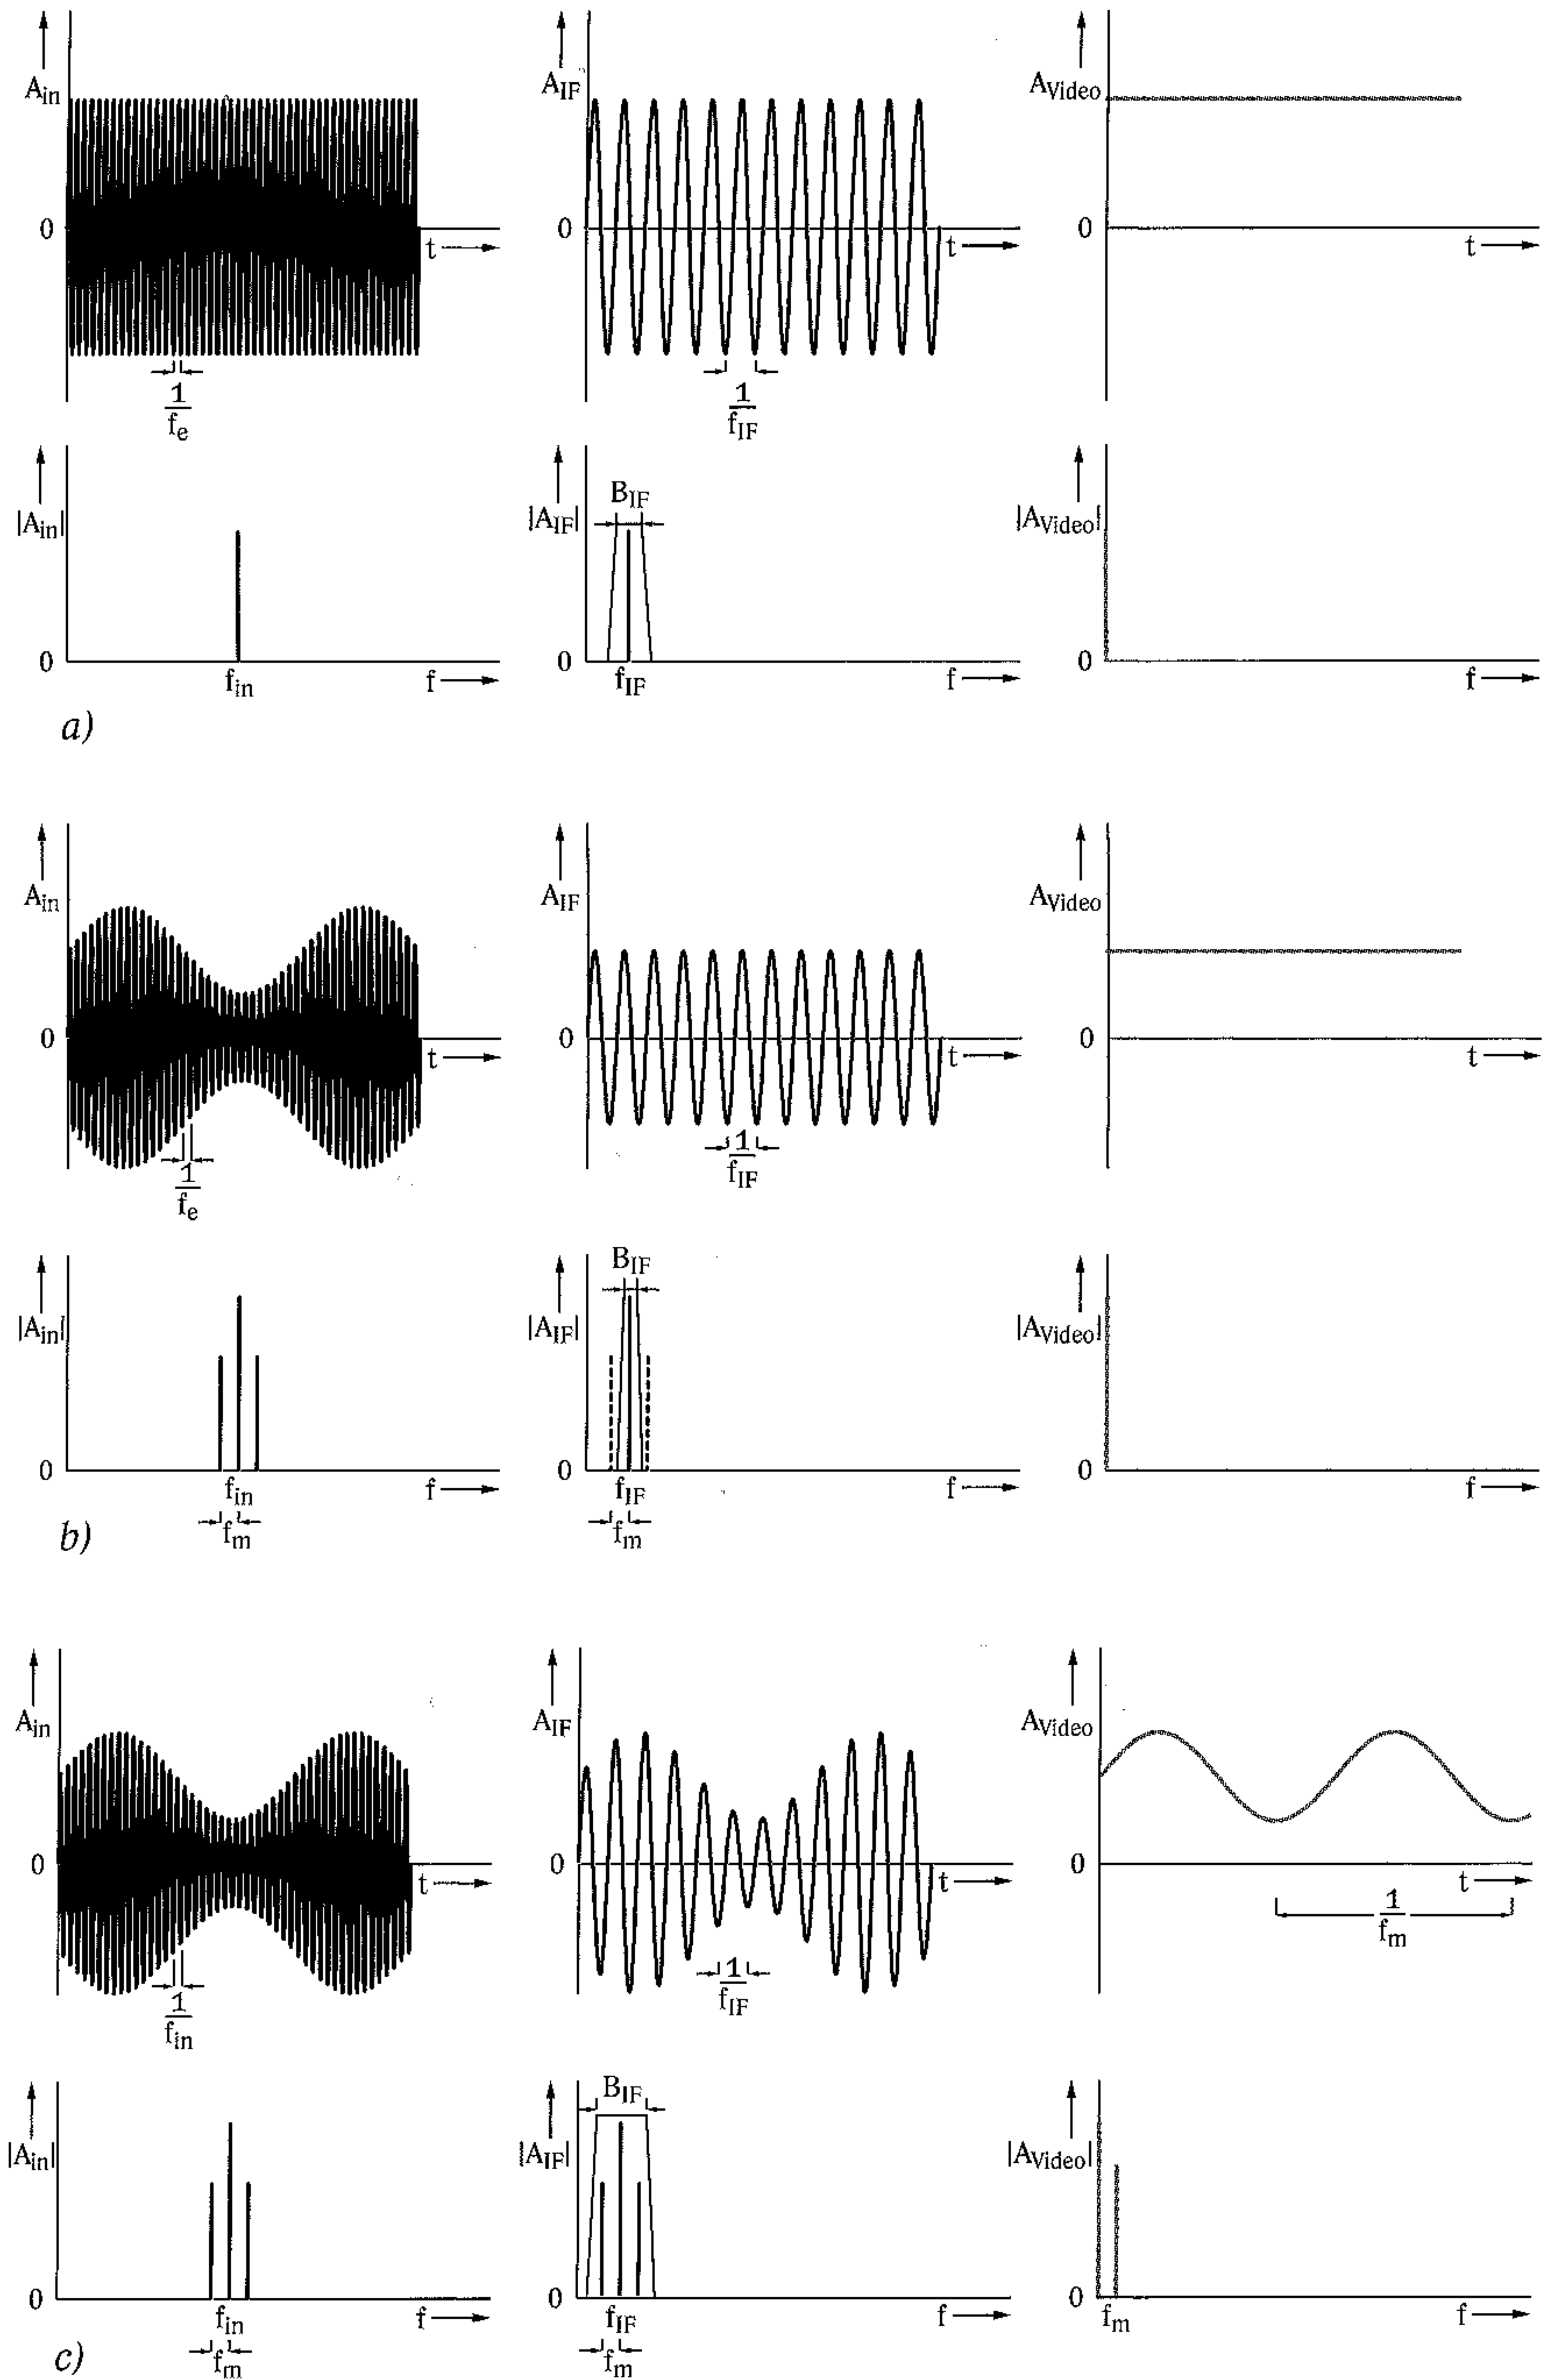 A_in
0
t
1/f_e
A_IF
0
t
1/f_IF
A_Video
0
t
|A_in|
0
f_in
f
|A_IF|
B_IF
0
f_IF
f
|A_Video|
0
f
a)
A_in
0
t
1/f_e
A_IF
0
t
1/f_IF
A_Video
0
t
|A_in|
0
f_in
f
f_m
|A_IF|
B_IF
0
f_IF
f
f_m
|A_Video|
0
f
b)
A_in
0
t
1/f_in
A_IF
0
t
1/f_IF
A_Video
0
t
1/f_m
|A_in|
0
f_in
f
f_m
|A_IF|
B_IF
0
f_IF
f
f_m
|A_Video|
0
f_m
f
c)